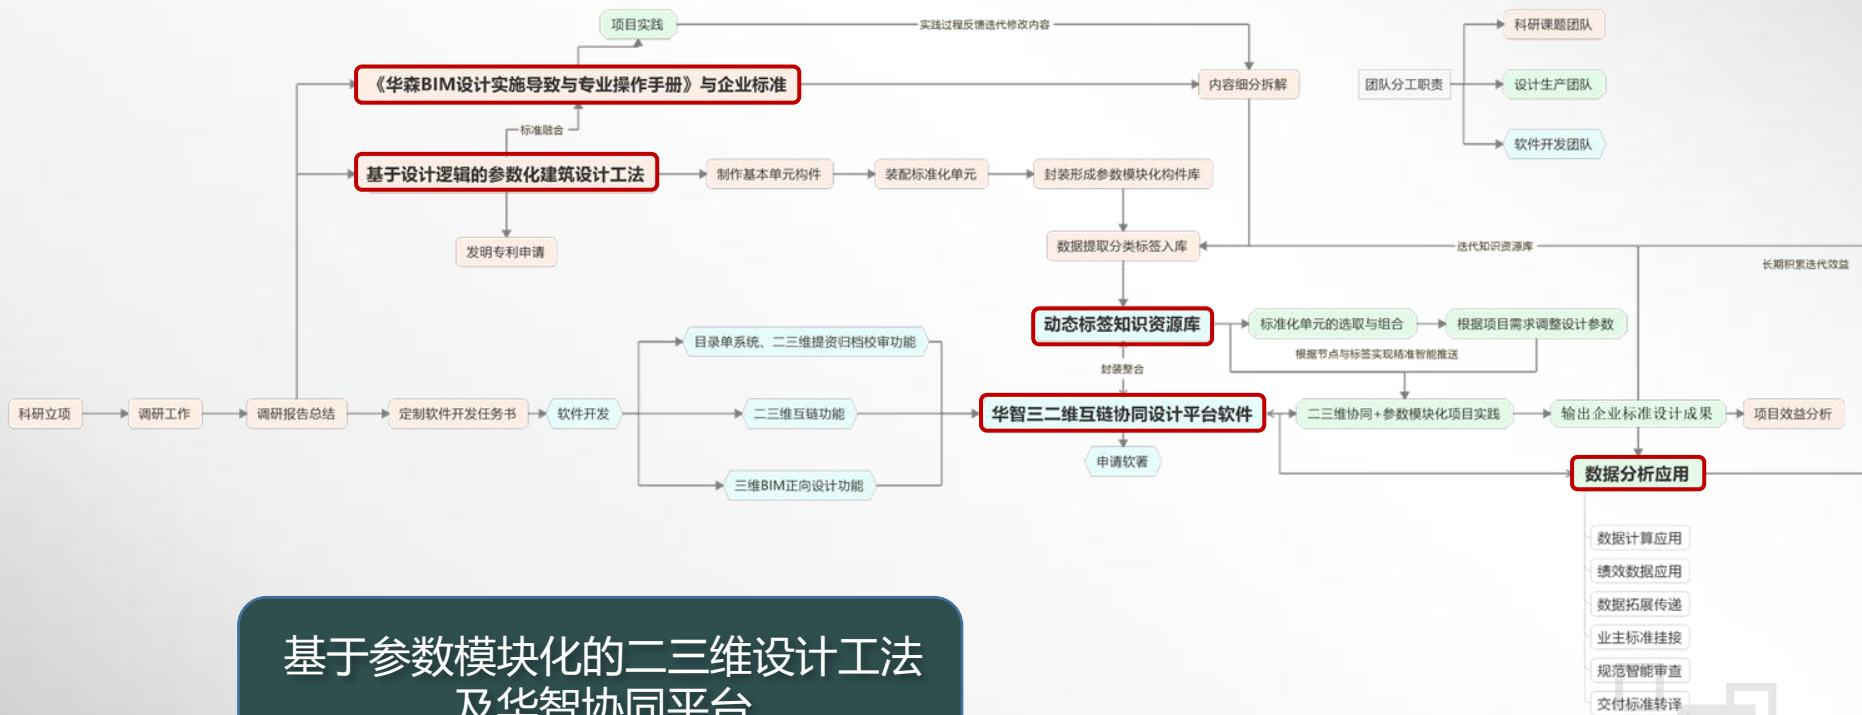 项目实践
实践过程反馈迭代修改内容
科研课题团队
《华森BIM设计实施导致与专业操作手册》与企业标准
内容细分拆解
团队分工职责
设计生产团队
标准融合
软件开发团队
基于设计逻辑的参数化建筑设计工法
制作基本单元构件
装配标准化单元
封装形成参数模块化构件库
发明专利申请
数据提取分类标签入库
迭代知识资源库
长期积累迭代效益
动态标签知识资源库
标准化单元的选取与组合
根据项目需求调整设计参数
目录单系统、二三维提资归档校审功能
根据节点与标签实现精准智能推送
封装整合
科研立项
调研工作
调研报告总结
定制软件开发任务书
软件开发
二三维互链功能
华智三二维互链协同设计平台软件
二三维协同+参数模块化项目实践
输出企业标准设计成果
项目效益分析
申请软著
三维BIM正向设计功能
数据分析应用
数据计算应用
绩效数据应用
数据拓展传递
业主标准挂接
规范智能审查
交付标准转译
基于参数模块化的二三维设计工法
及华智协同平台